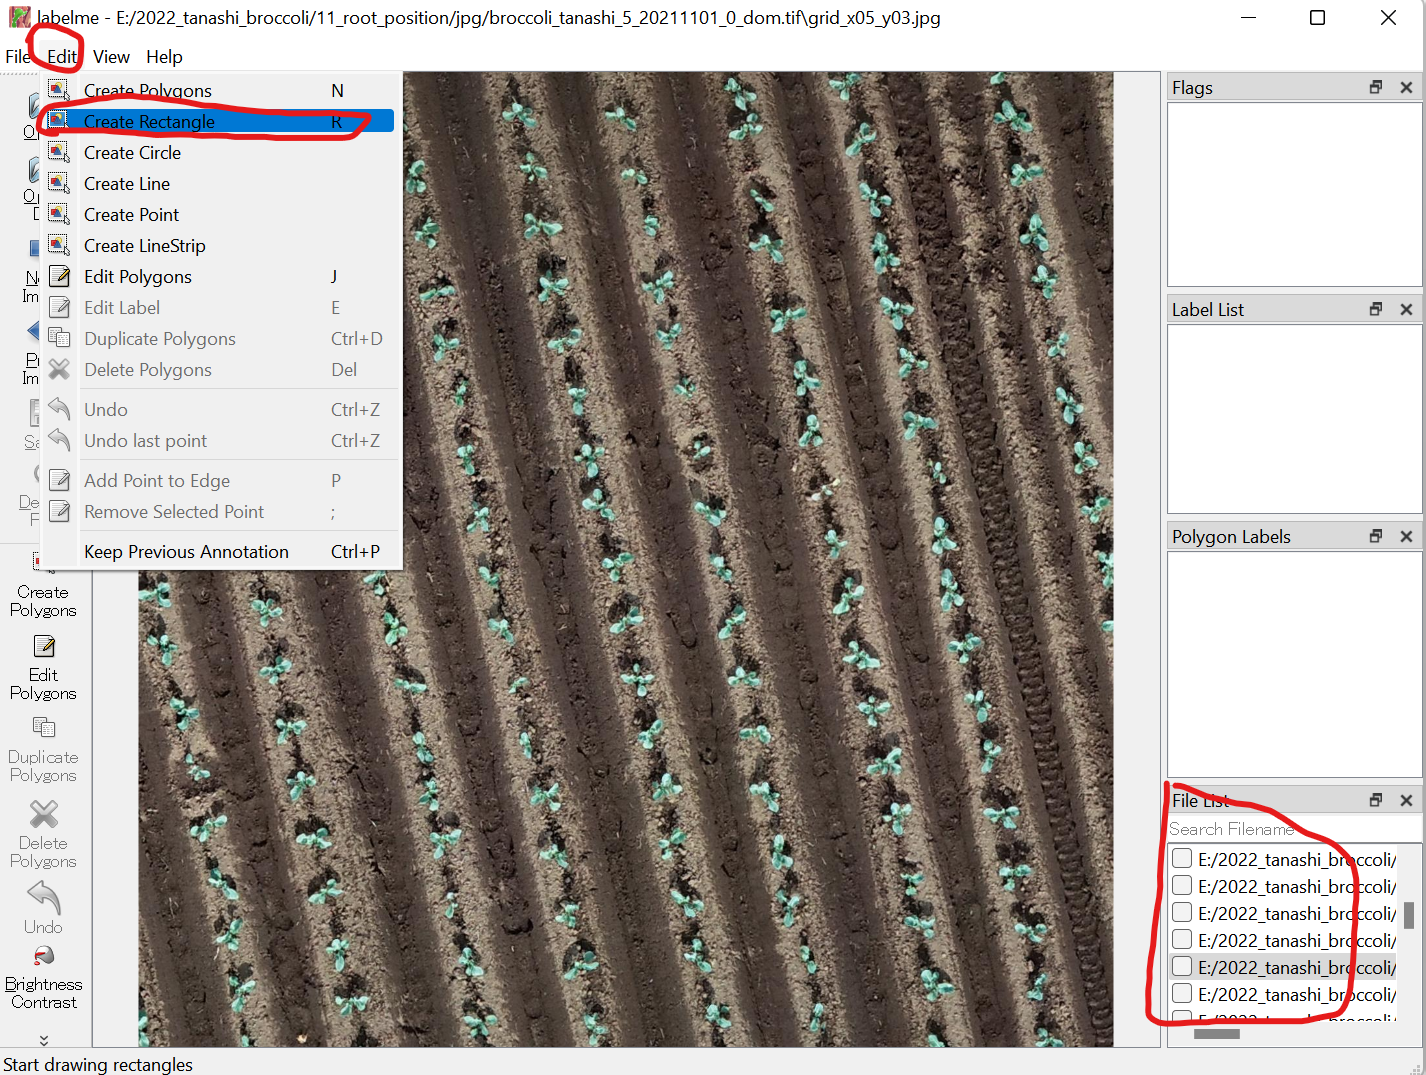 labelme - E:/2022_tanashi_broccoli/11_root_position/jpg/broccoli_tanashi_5_20211101_0_dom.tif\grid_x05_y03.jpg
File Edit View Help
Create Polygons N
Create Rectangle R
Create Circle
Create Line
Create Point
Create LineStrip
Edit Polygons J
Edit Label E
Duplicate Polygons Ctrl+D
Delete Polygons Del
Undo Ctrl+Z
Undo last point Ctrl+Z
Add Point to Edge P
Remove Selected Point ;
Keep Previous Annotation Ctrl+P
Create
Polygons
Edit
Polygons
Duplicate
Polygons
Delete
Polygons
Undo
Brightness
Contrast
Flags
Label List
Polygon Labels
File List
Search Filename
E:/2022_tanashi_broccoli/
E:/2022_tanashi_broccoli/
E:/2022_tanashi_broccoli/
E:/2022_tanashi_broccoli/
E:/2022_tanashi_broccoli/
E:/2022_tanashi_broccoli/
E:/2022_tanashi_broccoli/
Start drawing rectangles